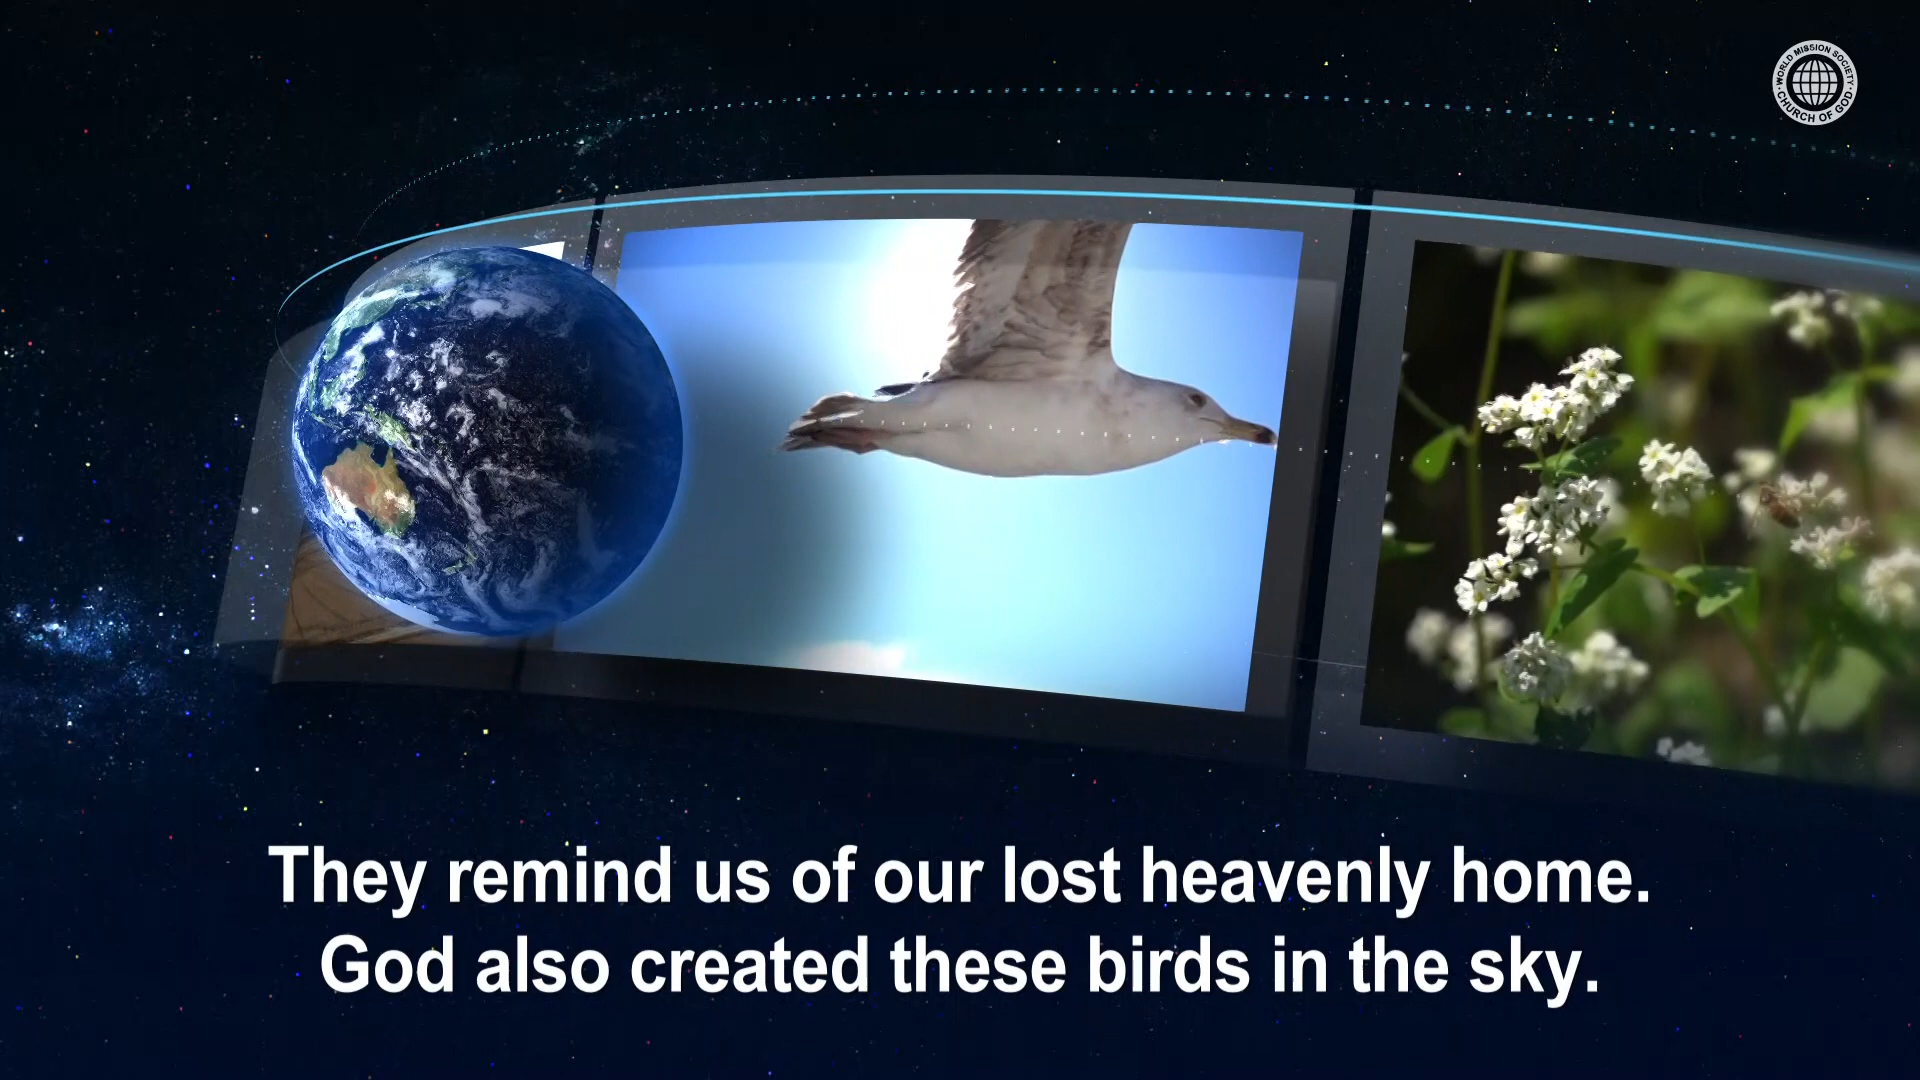 WORLD MISSION SOCIETY
CHURCH OF GOD
They remind us of our lost heavenly home.
God also created these birds in the sky.